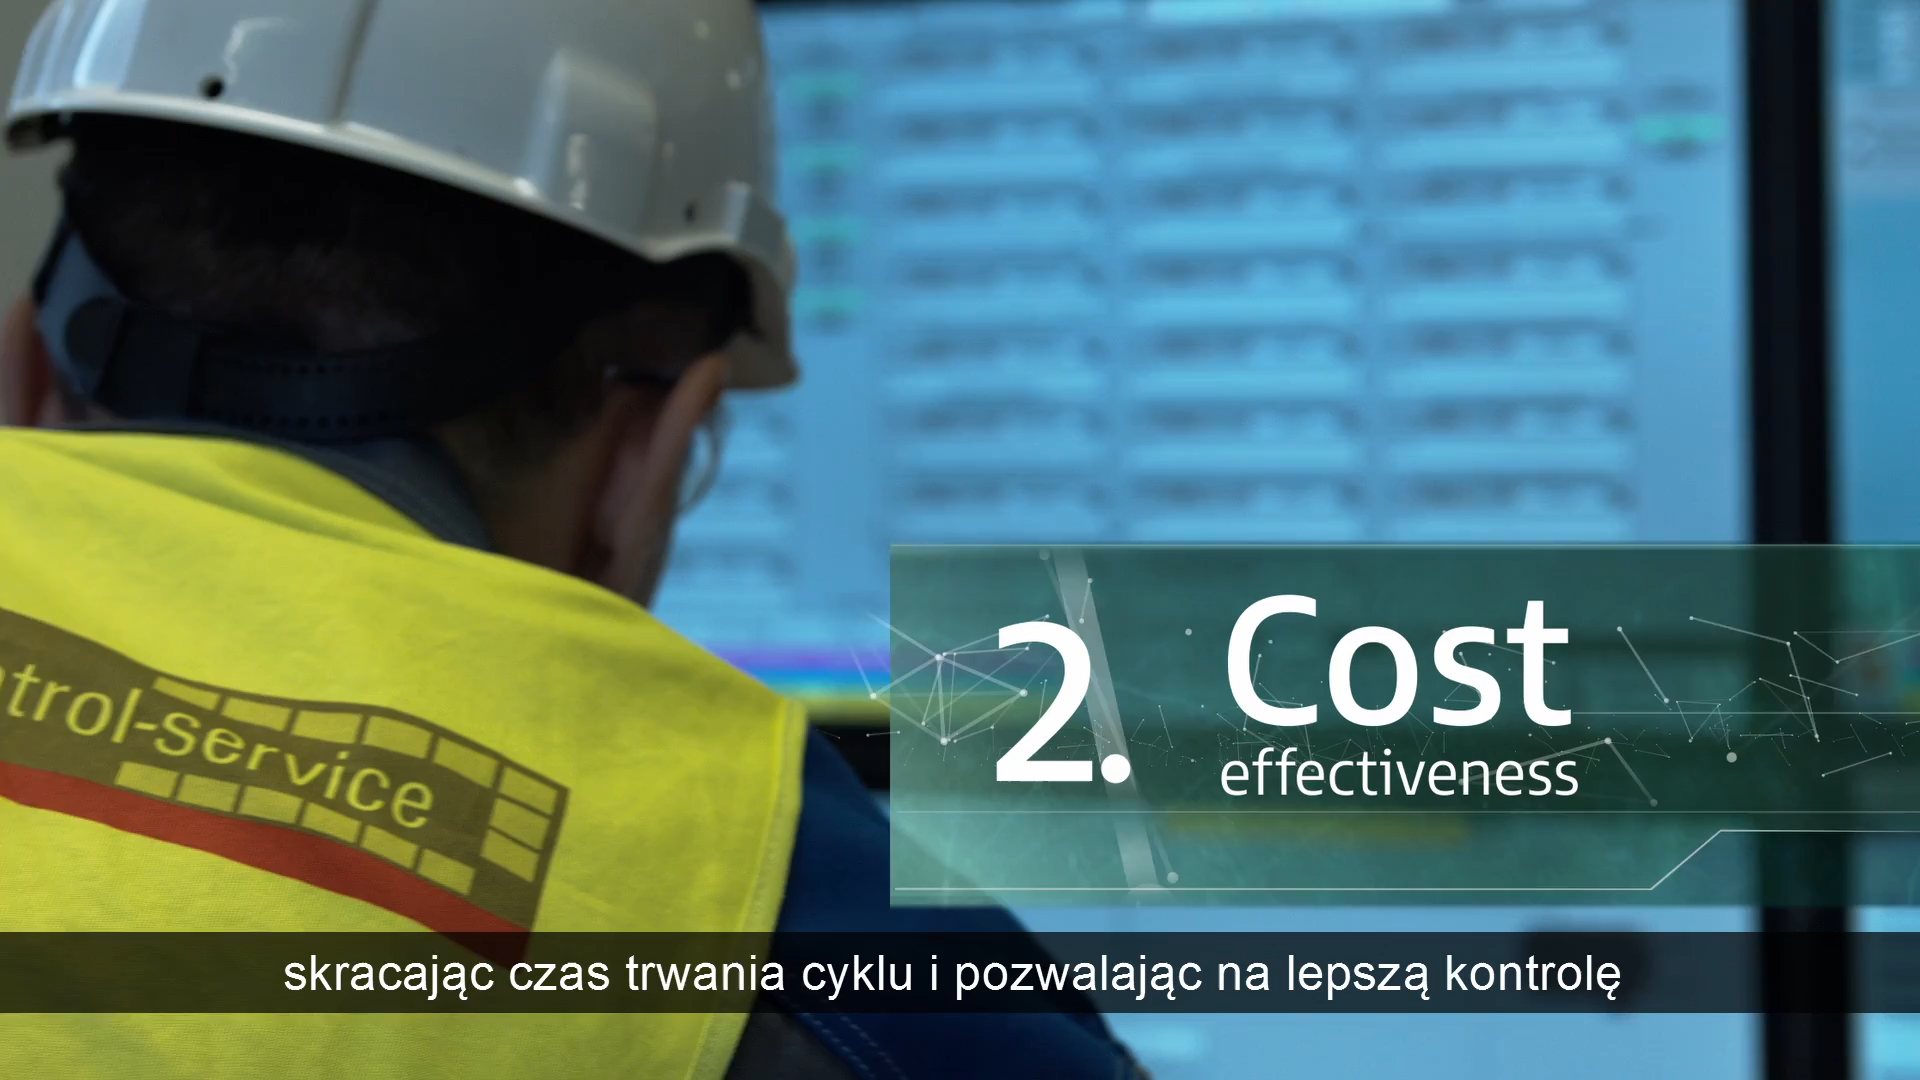 2. Cost
effectiveness
trol-service
skracając czas trwania cyklu i pozwalając na lepszą kontrolę